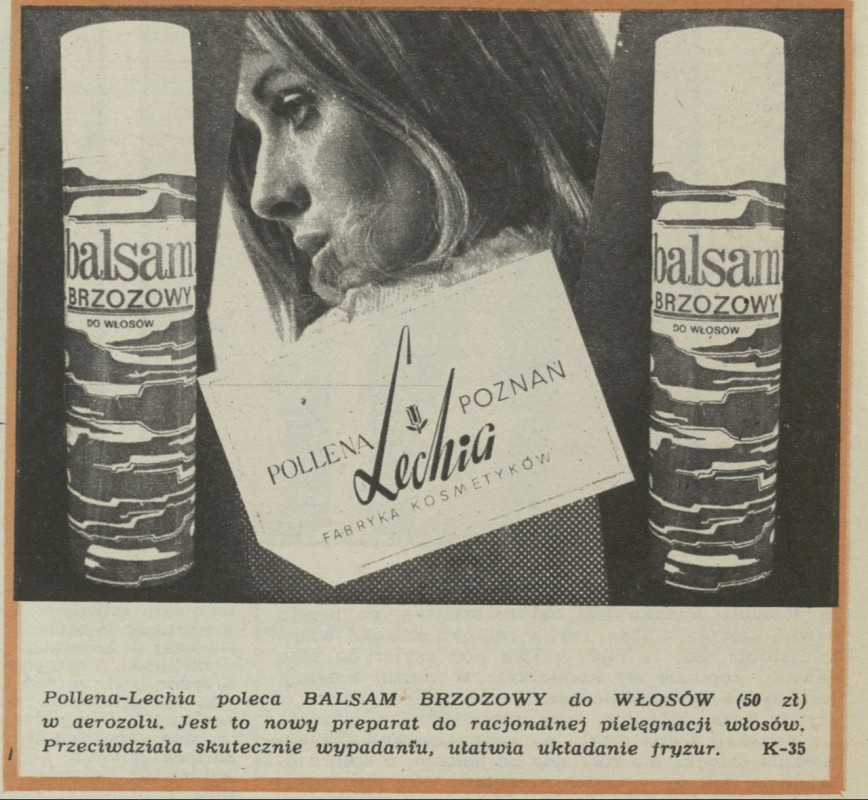 balsam
BRZOZOWY
DO WŁOSÓW
POLLENA
Lechia
POZNAŃ
FABRYKA KOSMETYKÓW
balsam
BRZOZOWY
DO WŁOSÓW
Pollena-Lechia poleca BALSAM BRZOZOWY do WŁOSÓW (50 zł)
w aerozolu. Jest to nowy preparat do racjonalnej pielęgnacji włosów.
Przeciwdziała skutecznie wypadaniu, ułatwia układanie fryzur. K-35